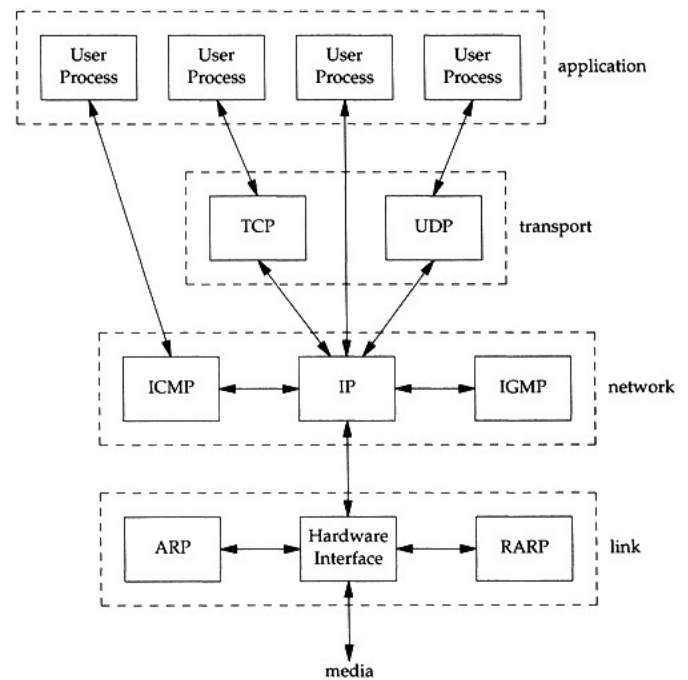 User
Process
User
Process
User
Process
User
Process
application
TCP
UDP
transport
ICMP
IP
IGMP
network
ARP
Hardware
Interface
RARP
link
media